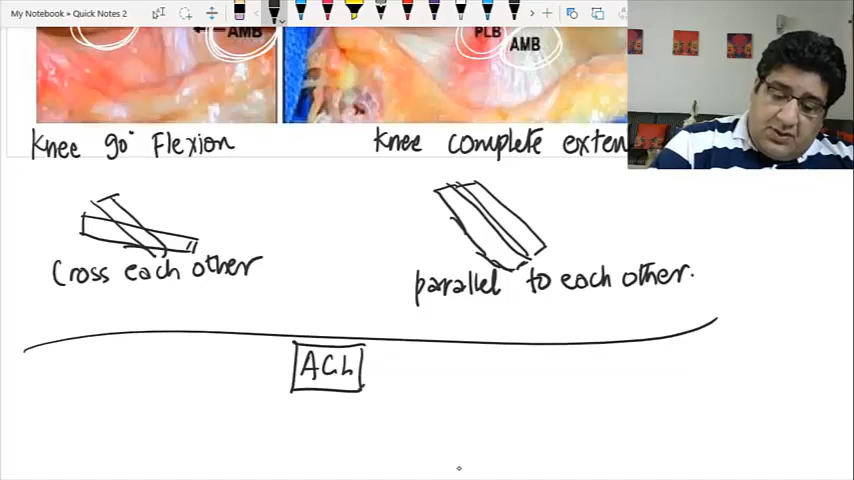 My Notebook » Quick Notes 2
AMB
PLB
AMB
Knee 90° Flexion
Knee complete exten
Cross each other
parallel to each other.
ACL